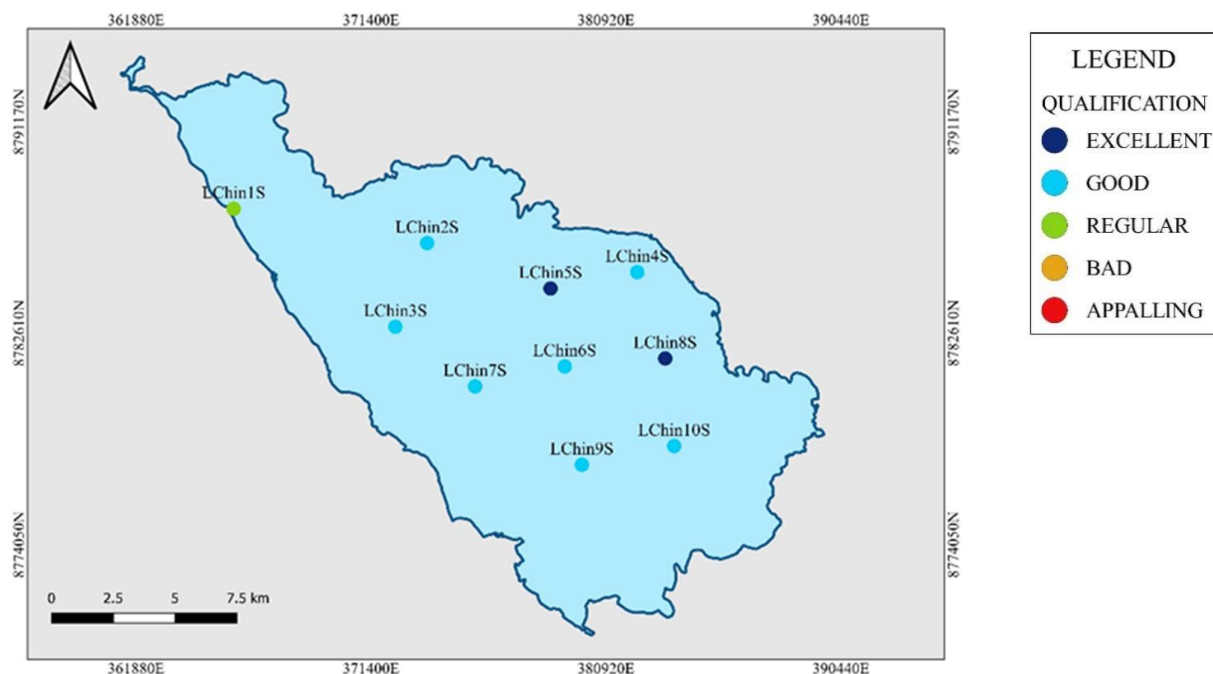 361880E 371400E 380920E 390440E
8791170N 8791170N
LChin1S
LChin2S
LChin5S
LChin4S
LChin3S
8782610N 8782610N
LChin8S
LChin6S
LChin7S
LChin10S
LChin9S
8774050N 8774050N
0 2.5 5 7.5 km
361880E 371400E 380920E 390440E
LEGEND
QUALIFICATION
EXCELLENT
GOOD
REGULAR
BAD
APPALLING